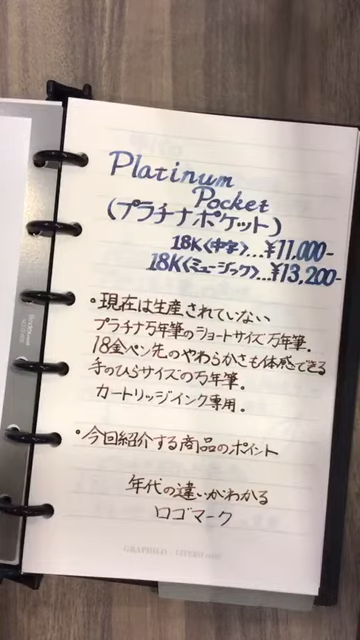 Platinum
Pocket
(プラチナポケット)
18K<中字>...¥11,000-
18K<ミュージック>...¥13,200-
・現在は生産されていない
プラチナ万年筆のショートサイズ万年筆。
18金ペン先のやわらかさも体感できる
手のひらサイズの万年筆。
カートリッジインク専用。
・今回紹介する商品のポイント
年代の違いがわかる
ロゴマーク
GRAPHILO